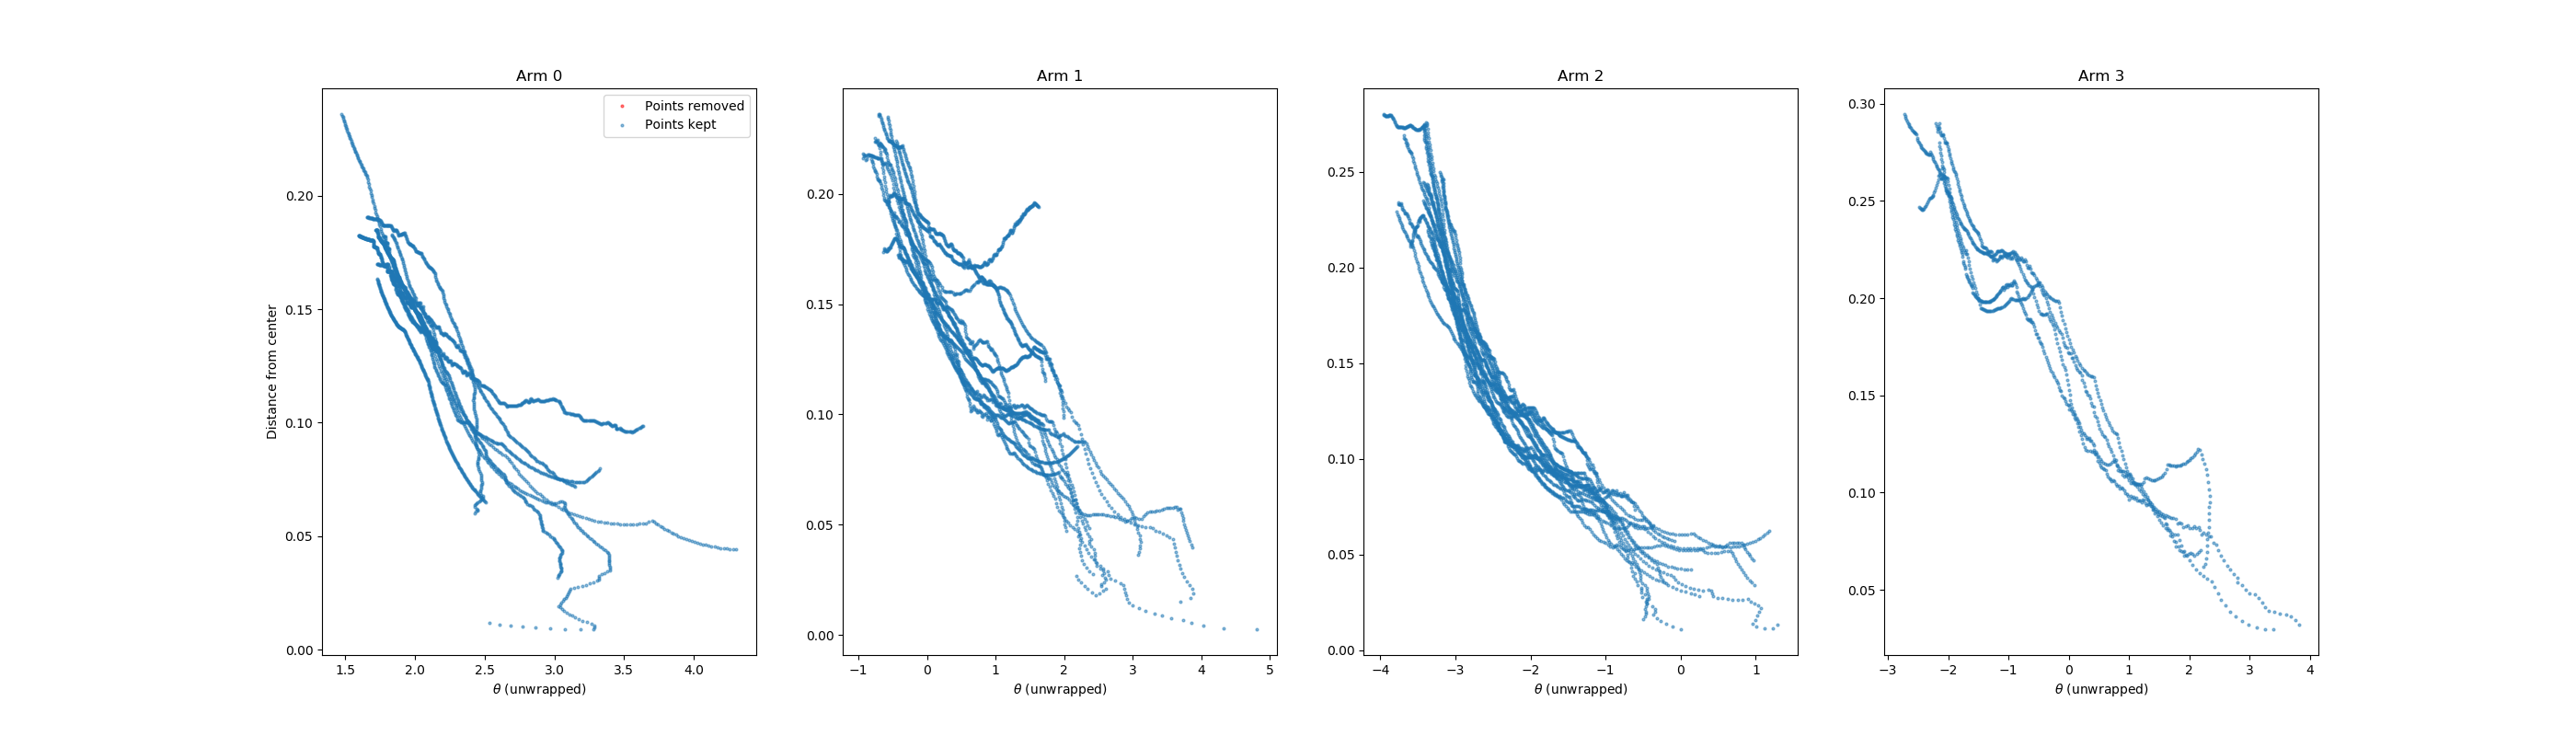 Arm 0
Arm 1
Arm 2
Arm 3
Points removed
Points kept
Distance from center
0.20
0.15
0.10
0.05
0.00
1.5 2.0 2.5 3.0 3.5 4.0
θ (unwrapped)
0.20
0.15
0.10
0.05
0.00
−1 0 1 2 3 4 5
θ (unwrapped)
0.25
0.20
0.15
0.10
0.05
0.00
−4 −3 −2 −1 0 1
θ (unwrapped)
0.30
0.25
0.20
0.15
0.10
0.05
−3 −2 −1 0 1 2 3 4
θ (unwrapped)